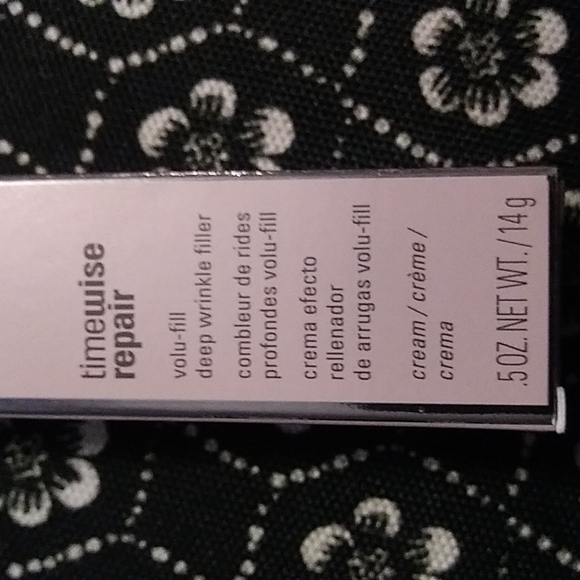 timewise
repair
volu-fill
deep wrinkle filler
combleur de rides
profondes volu-fill
crema efecto
rellenador
de arrugas volu-fill
cream / crème /
crema
.5 OZ. NET WT. / 14 g